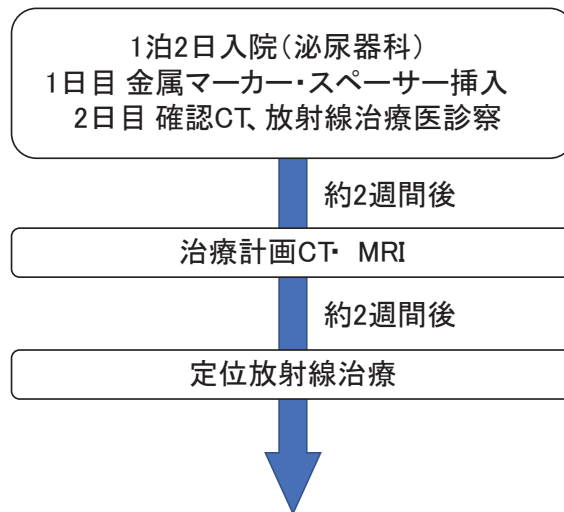 1泊2日入院(泌尿器科)
1日目 金属マーカー・スペーサー挿入
2日目 確認CT、放射線治療医診察
約2週間後
治療計画CT・ MRI
約2週間後
定位放射線治療